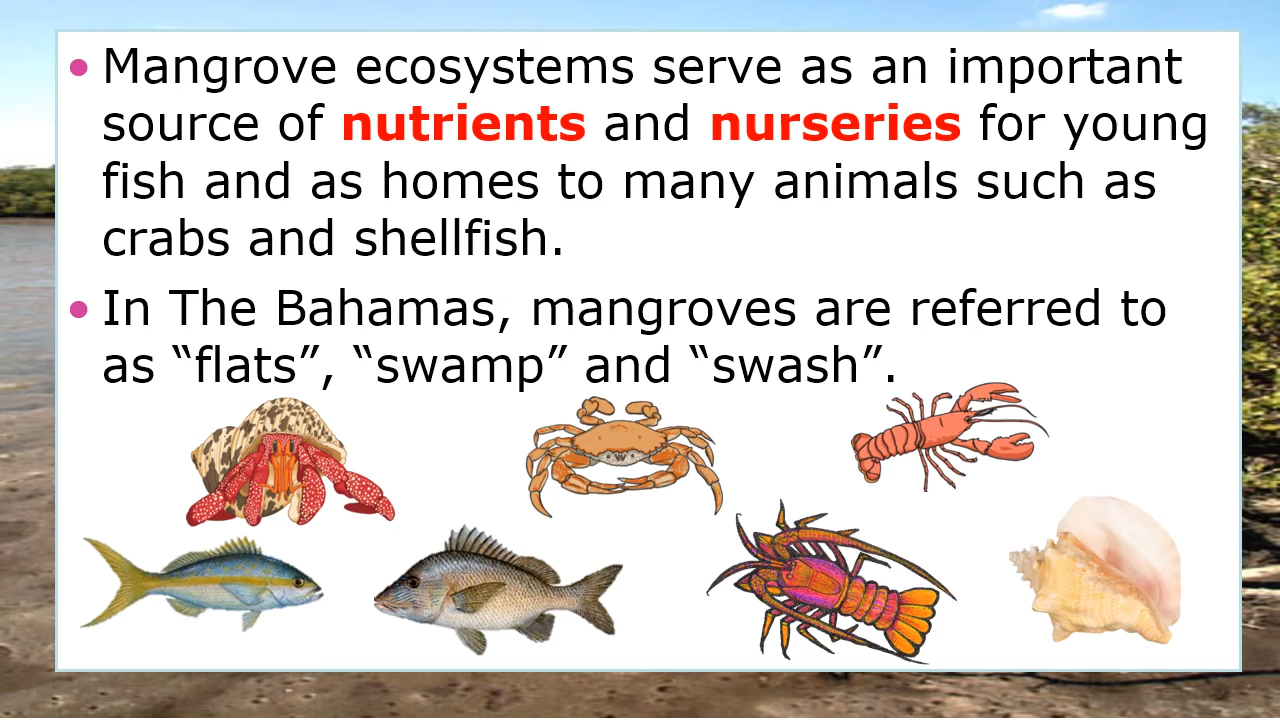 • Mangrove ecosystems serve as an important
source of nutrients and nurseries for young
fish and as homes to many animals such as
crabs and shellfish.
• In The Bahamas, mangroves are referred to
as “flats”, “swamp” and “swash”.